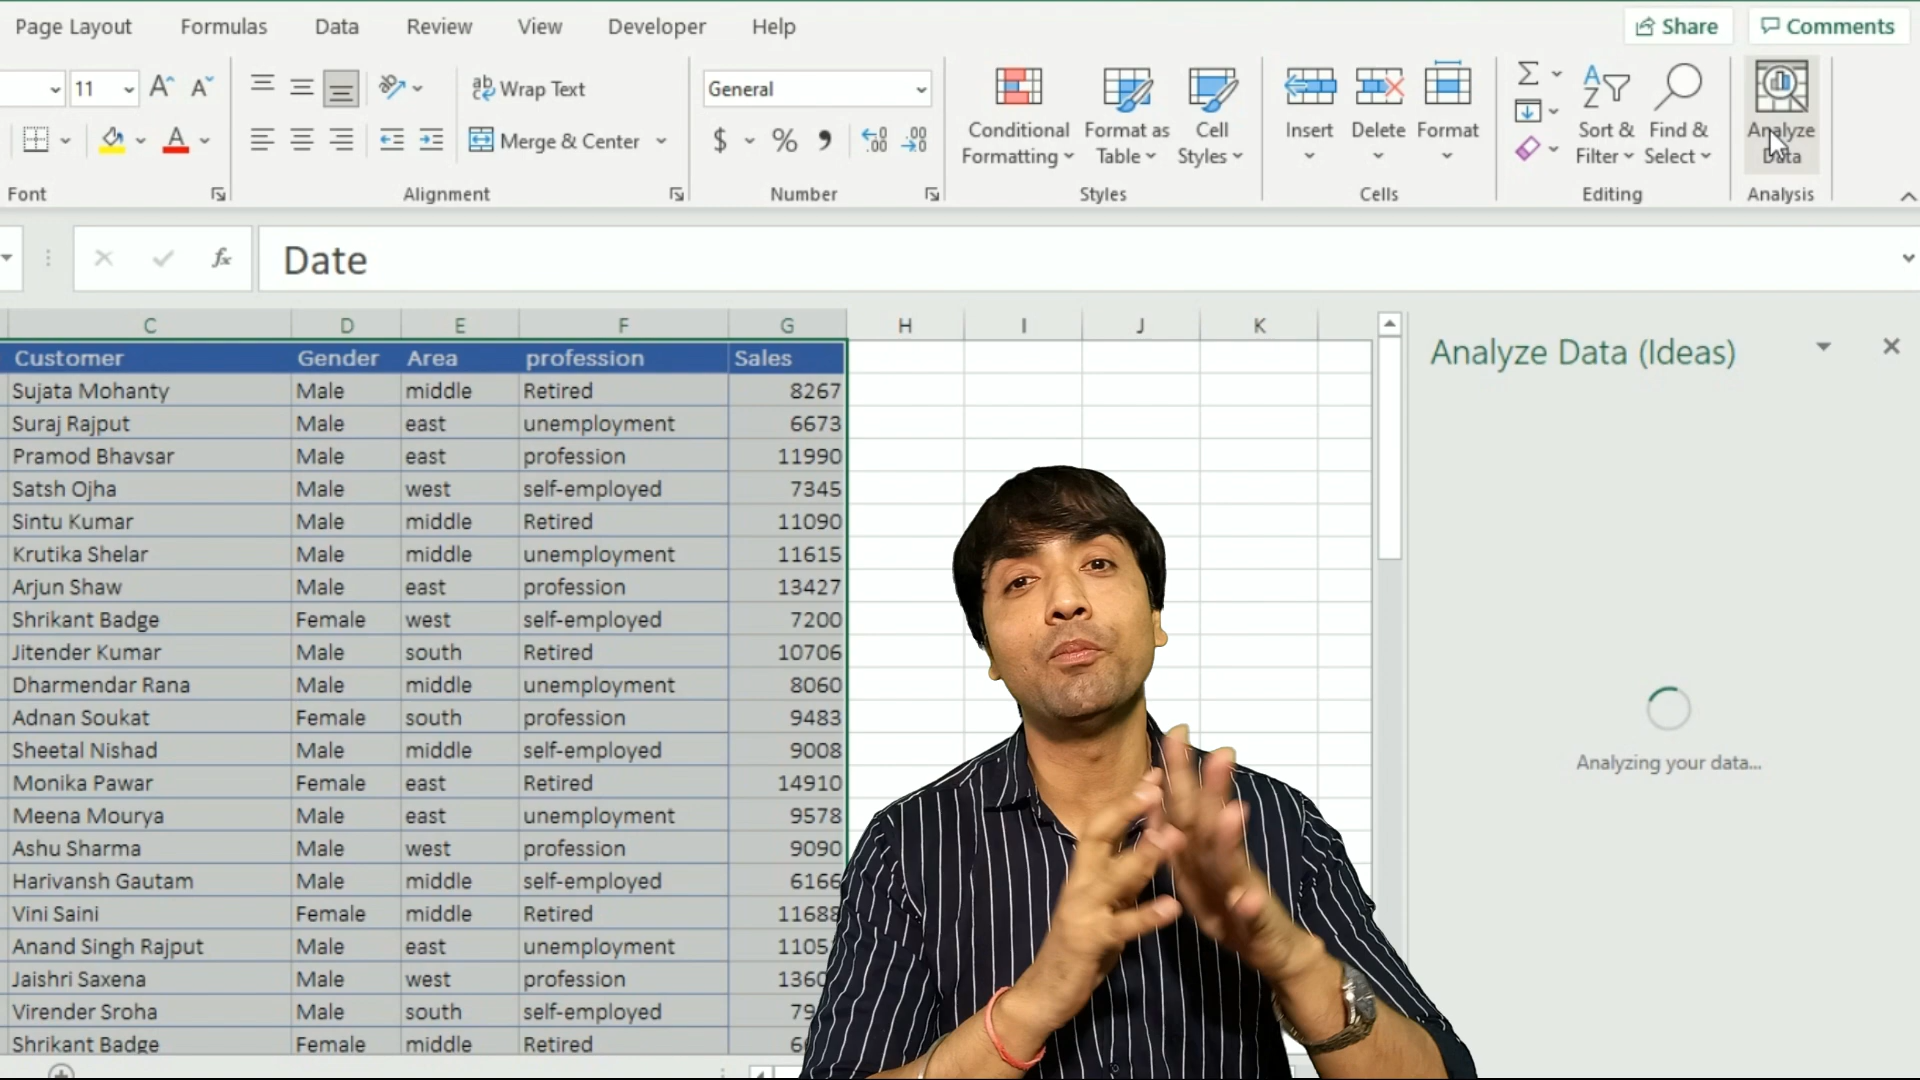 Page Layout Formulas Data Review View Developer Help Share Comments
11 A A ab Wrap Text General Conditional Formatting Format as Table Cell Styles Insert Delete Format Sort & Filter Find & Select Analyze Data
A Merge & Center $ % , .00
Font Alignment Number Styles Cells Editing Analysis
fx Date
C D E F G H I J K
Analyze Data (Ideas)
Customer Gender Area profession Sales
Sujata Mohanty Male middle Retired 8267
Suraj Rajput Male east unemployment 6673
Pramod Bhavsar Male east profession 11990
Satsh Ojha Male west self-employed 7345
Sintu Kumar Male middle Retired 11090
Krutika Shelar Male middle unemployment 11615
Arjun Shaw Male east profession 13427
Shrikant Badge Female west self-employed 7200
Jitender Kumar Male south Retired 10706
Dharmendar Rana Male middle unemployment 8060
Adnan Soukat Female south profession 9483
Sheetal Nishad Male middle self-employed 9008
Analyzing your data...
Monika Pawar Female east Retired 14910
Meena Mourya Male east unemployment 9578
Ashu Sharma Male west profession 9090
Harivansh Gautam Male middle self-employed 6166
Vini Saini Female middle Retired 11688
Anand Singh Rajput Male east unemployment
Jaishri Saxena Male west profession
Virender Sroha Male south self-employed
Shrikant Badge Female middle Retired